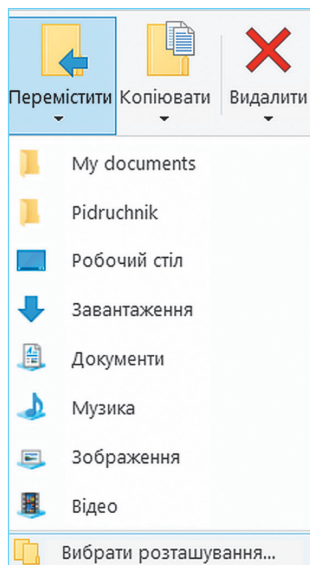 Перемістити Копіювати Видалити
My documents
Pidruchnik
Робочий стіл
Завантаження
Документи
Музика
Зображення
Відео
Вибрати розташування...